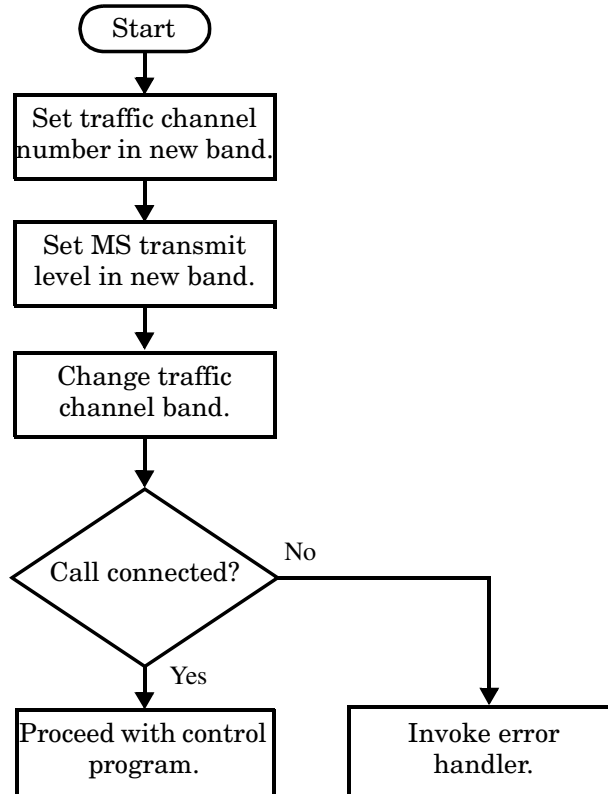 Start
Set traffic channel
number in new band.
Set MS transmit
level in new band.
Change traffic
channel band.
Call connected?
No
Yes
Proceed with control
program.
Invoke error
handler.